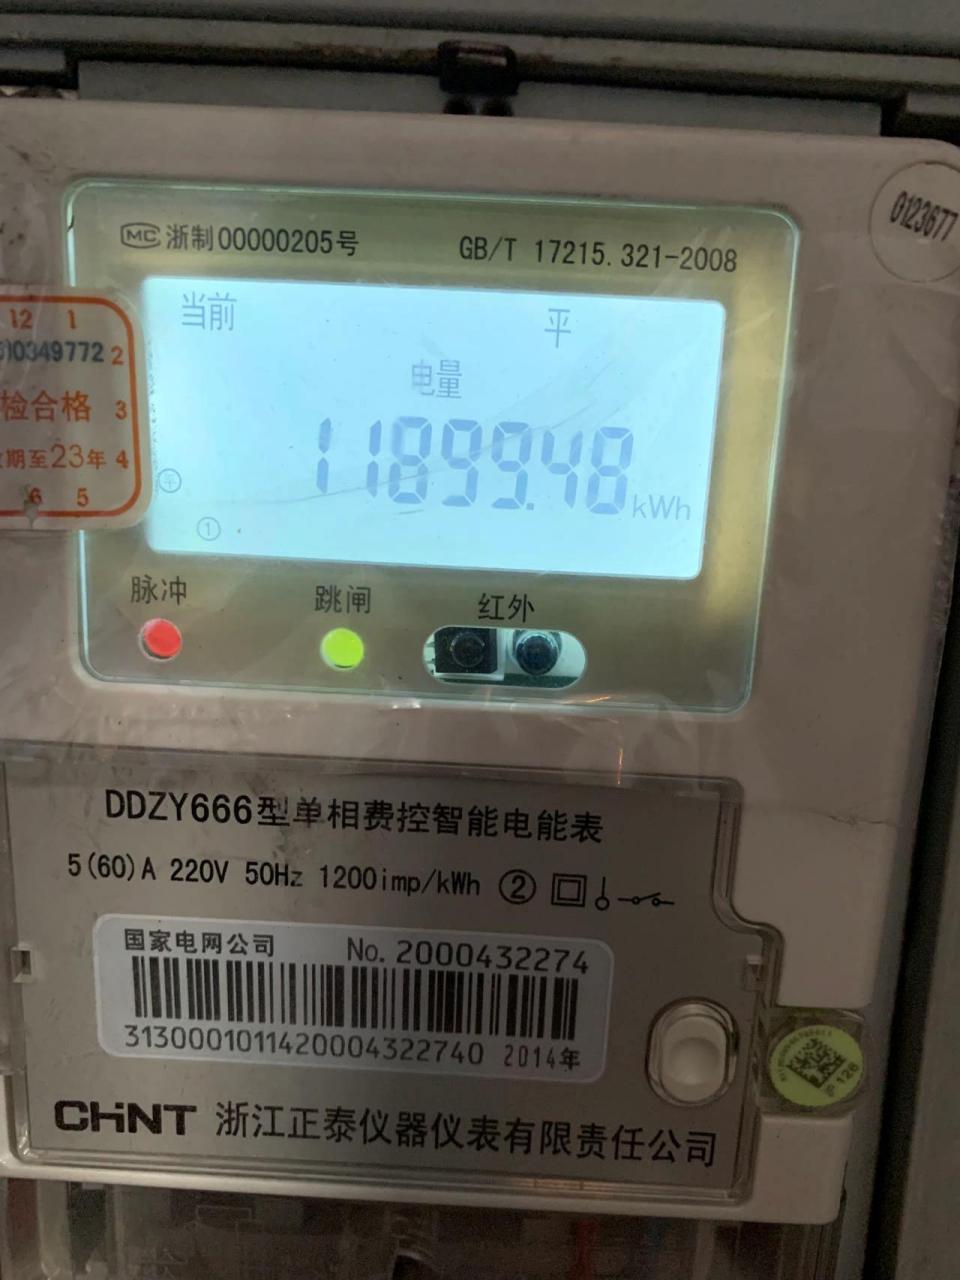 MC 浙制00000205号
GB/T 17215.321-2008
0123677
当前 平
电量
11899.48 kWh
平
1
12 1
0349772 2
检合格 3
期至23年 4
6 5
脉冲 跳闸 红外
DDZY666型单相费控智能电能表
5(60)A 220V 50Hz 1200imp/kWh ②
国家电网公司 No. 2000432274
3130001011420004322740 2014年
CHNT 浙江正泰仪器仪表有限责任公司